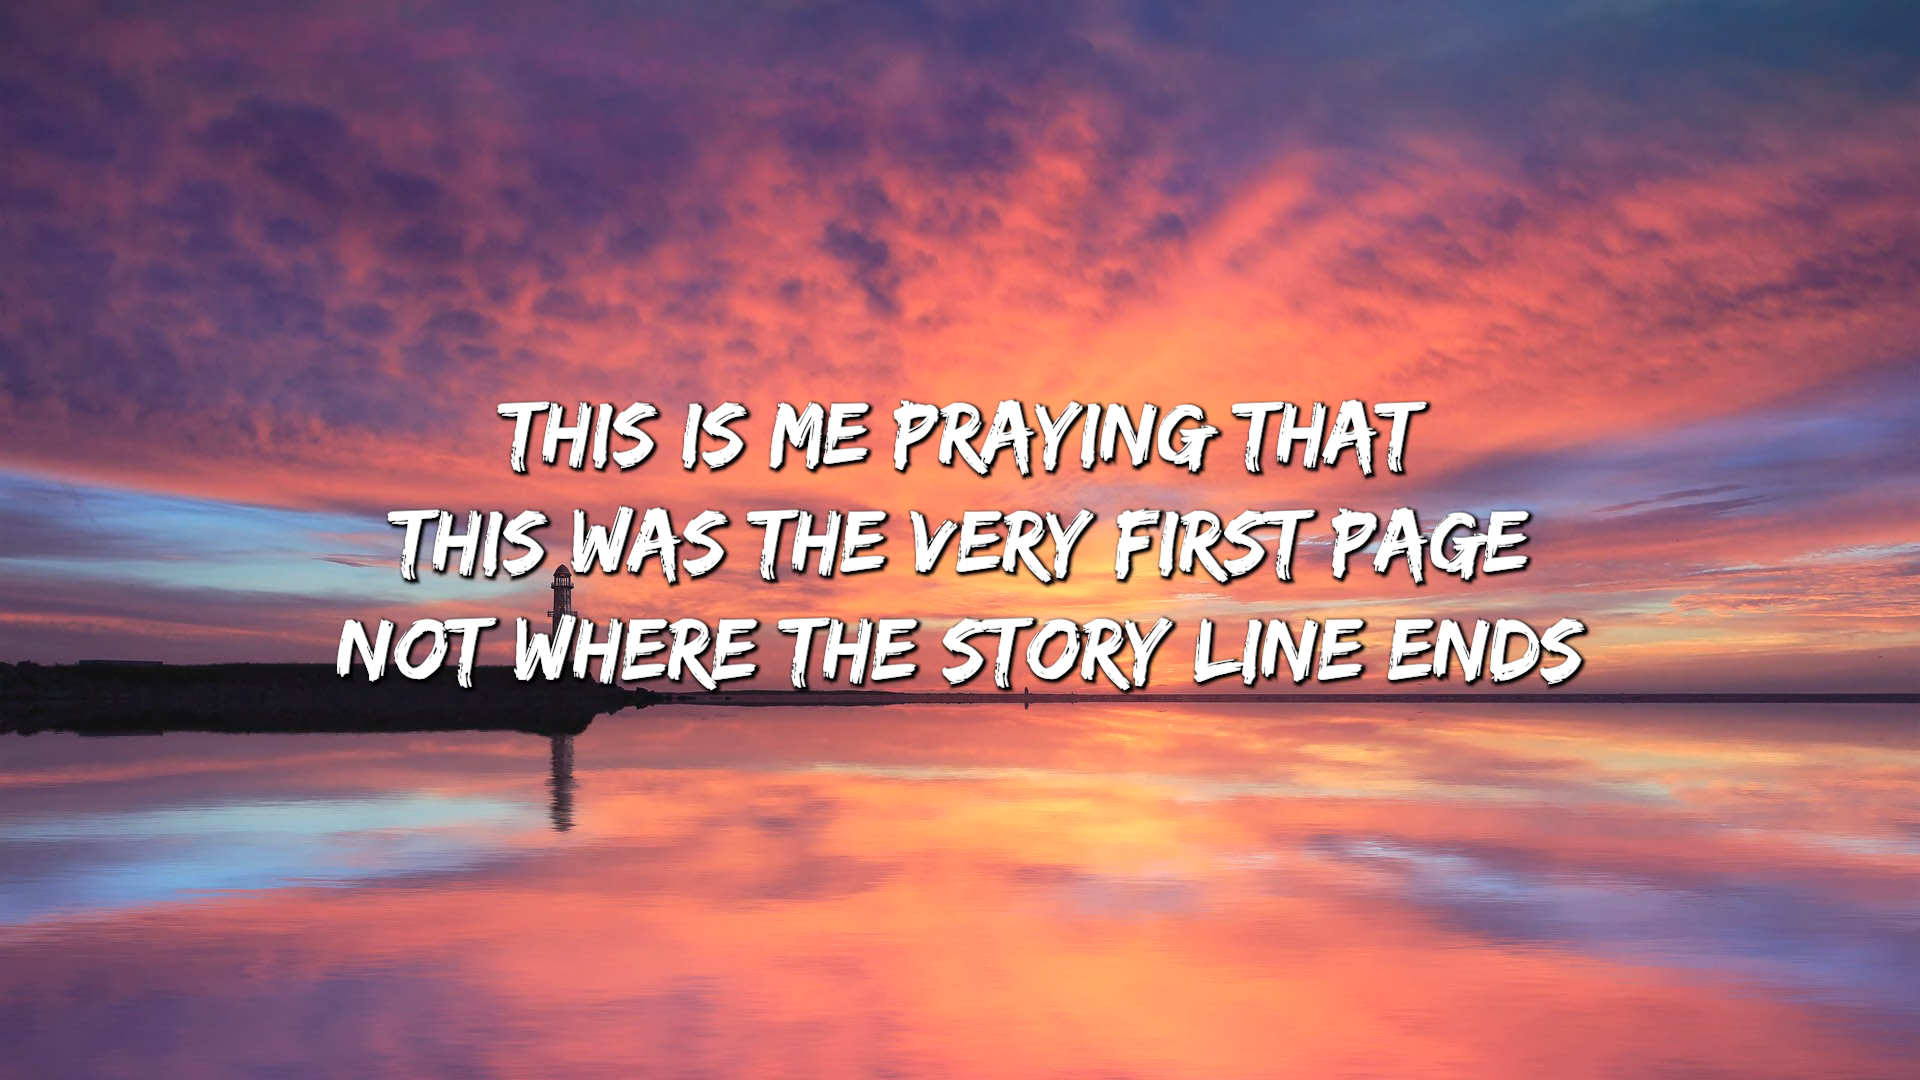 THIS IS ME PRAYING THAT
THIS WAS THE VERY FIRST PAGE
NOT WHERE THE STORY LINE ENDS